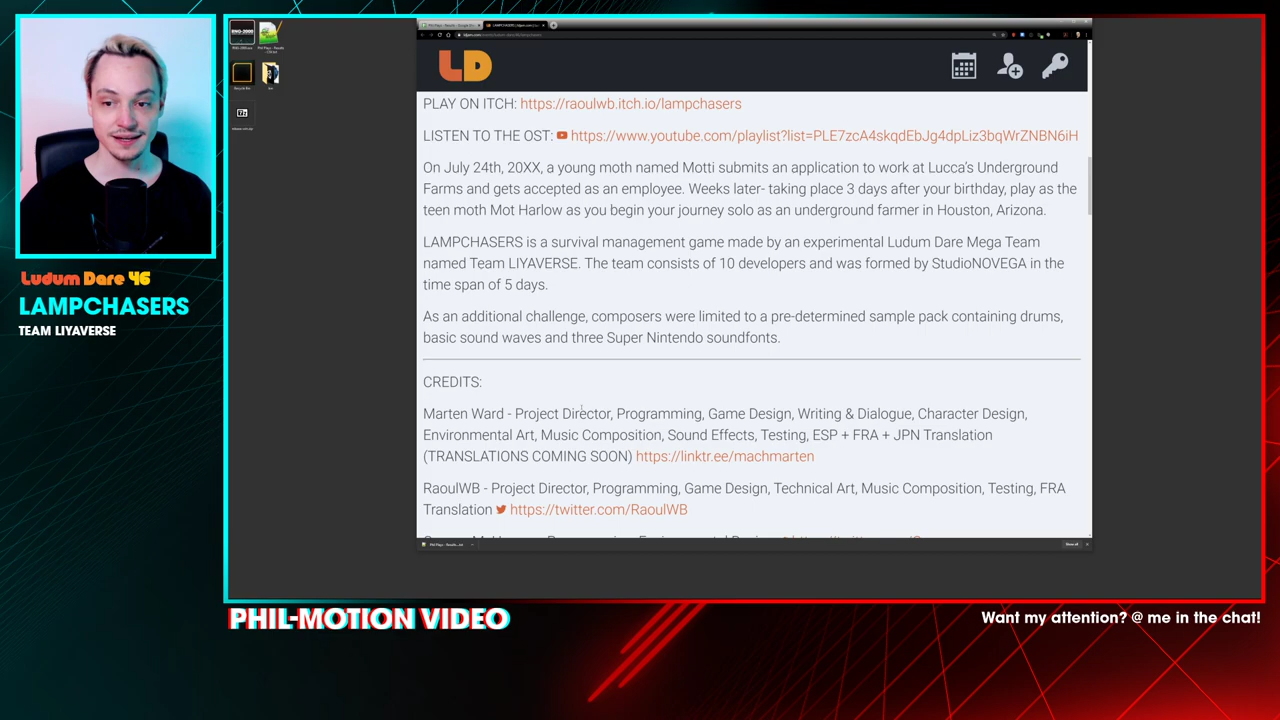 LD
PLAY ON ITCH: https://raoulwb.itch.io/lampchasers
LISTEN TO THE OST: https://www.youtube.com/playlist?list=PLE7zcA4skqdEbJg4dpLiz3bqWrZNBN6iH
On July 24th, 20XX, a young moth named Motti submits an application to work at Lucca's Underground
Farms and gets accepted as an employee. Weeks later- taking place 3 days after your birthday, play as the
teen moth Mot Harlow as you begin your journey solo as an underground farmer in Houston, Arizona.
LAMPCHASERS is a survival management game made by an experimental Ludum Dare Mega Team
named Team LIYAVERSE. The team consists of 10 developers and was formed by StudioNOVEGA in the
time span of 5 days.
As an additional challenge, composers were limited to a pre-determined sample pack containing drums,
basic sound waves and three Super Nintendo soundfonts.
CREDITS:
Marten Ward - Project Director, Programming, Game Design, Writing & Dialogue, Character Design,
Environmental Art, Music Composition, Sound Effects, Testing, ESP + FRA + JPN Translation
(TRANSLATIONS COMING SOON) https://linktr.ee/machmarten
RaoulWB - Project Director, Programming, Game Design, Technical Art, Music Composition, Testing, FRA
Translation https://twitter.com/RaoulWB
Show all
Ludum Dare 46
LAMPCHASERS
TEAM LIYAVERSE
PHIL-MOTION VIDEO
Want my attention? @ me in the chat!